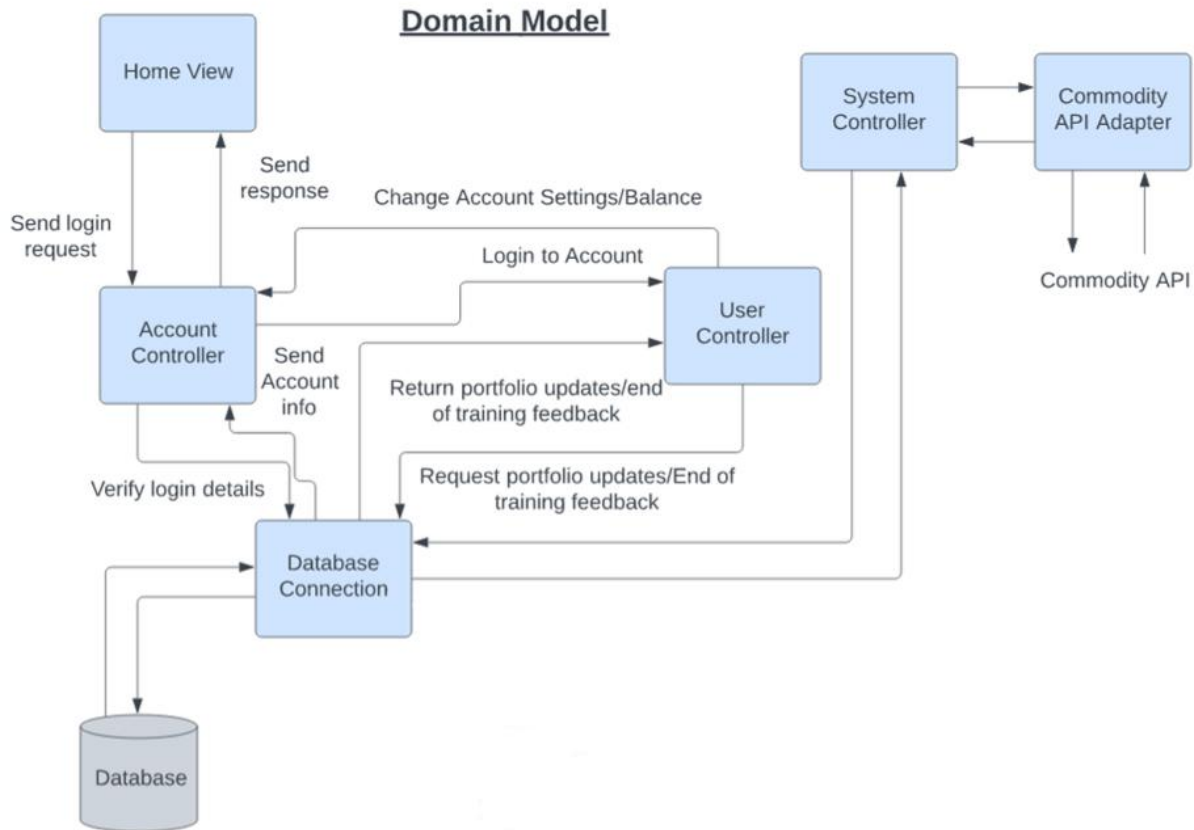 Domain Model
Home View
System
Controller
Commodity
API Adapter
Send
response
Change Account Settings/Balance
Send login
request
Login to Account
Commodity API
Account
Controller
User
Controller
Send
Account
info
Return portfolio updates/end
of training feedback
Verify login details
Request portfolio updates/End of
training feedback
Database
Connection
Database